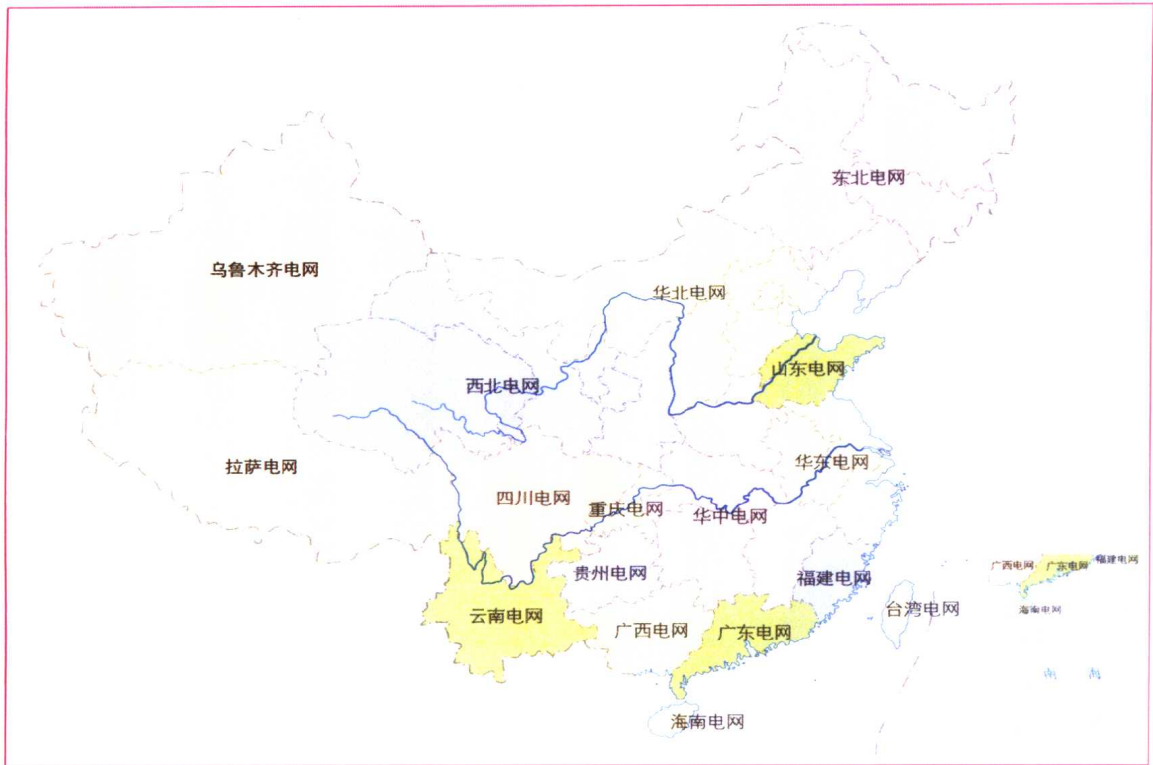 东北电网
乌鲁木齐电网
华北电网
山东电网
西北电网
华东电网
拉萨电网
四川电网
重庆电网
华中电网
贵州电网
福建电网
云南电网
广西电网
广东电网
台湾电网
海南电网
广西电网
广东电网
福建电网
海南电网
南 海